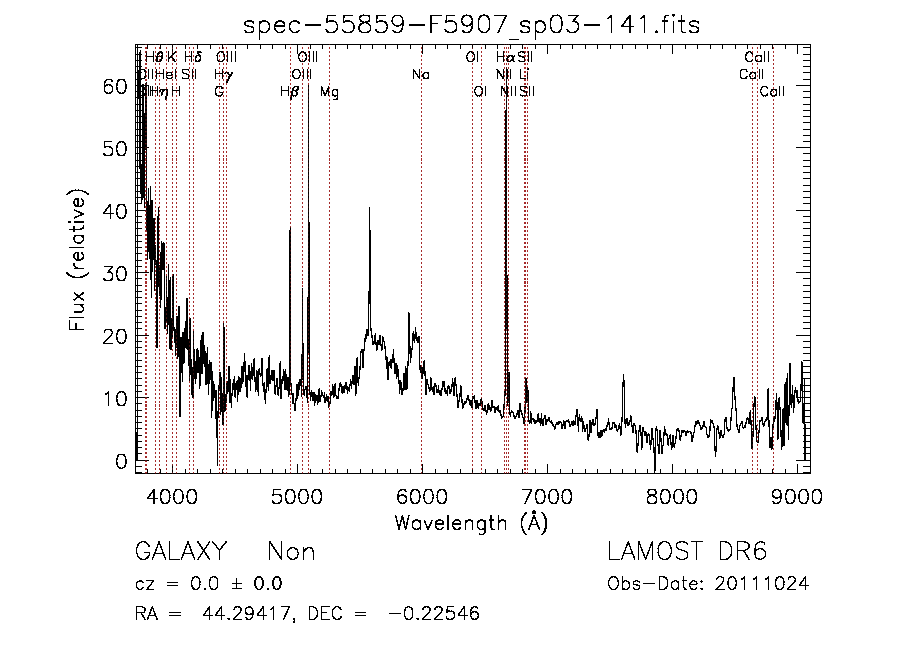 spec-55859-F5907_sp03-141.fits
Hθ K Hδ OIII OIII OI Hα SII CaII
OII HeI SII Hγ OIII Na NII Li CaII
Hη H G Hβ Mg OI NII SII CaII
60
50
40
30
20
10
0
Flux (relative)
4000 5000 6000 7000 8000 9000
Wavelength (Å)
GALAXY Non LAMOST DR6
cz = 0.0 ± 0.0 Obs-Date: 20111024
RA = 44.29417, DEC = -0.22546